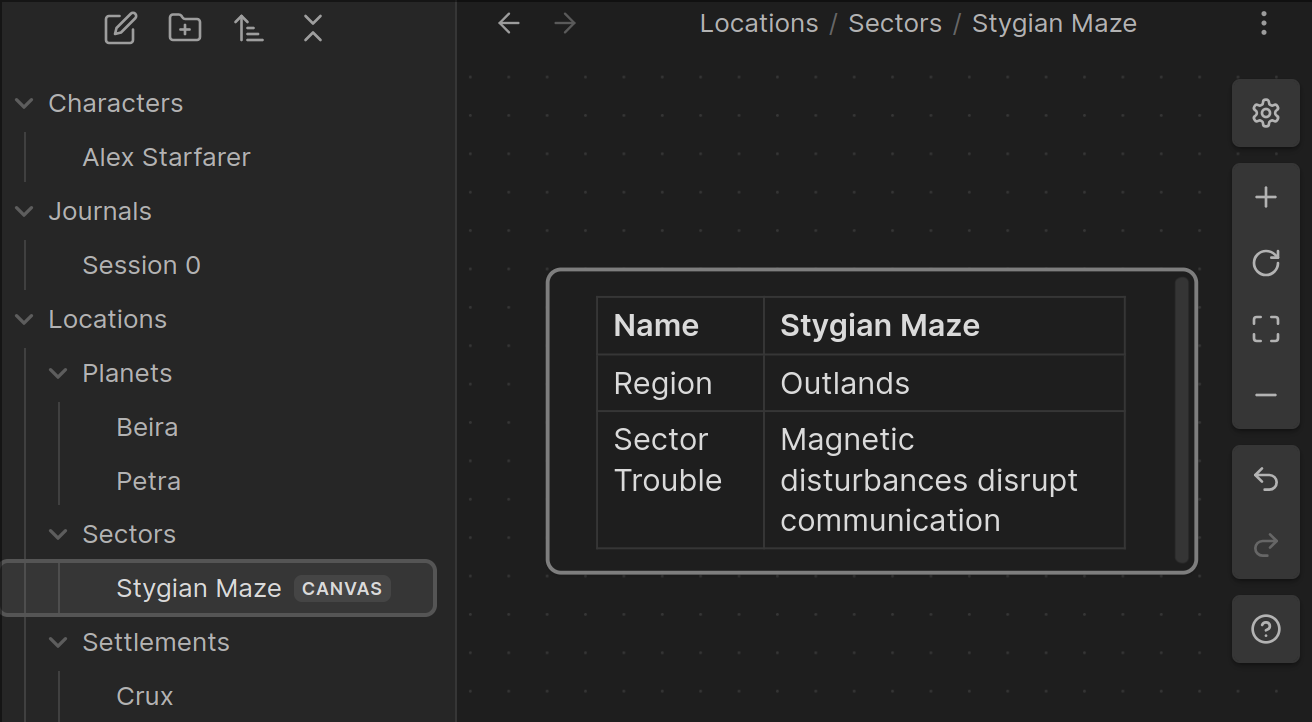 Characters
Alex Starfarer
Journals
Session 0
Locations
Planets
Beira
Petra
Sectors
Stygian Maze CANVAS
Settlements
Crux
Locations / Sectors / Stygian Maze
Name Stygian Maze
Region Outlands
Sector Magnetic
Trouble disturbances disrupt
communication